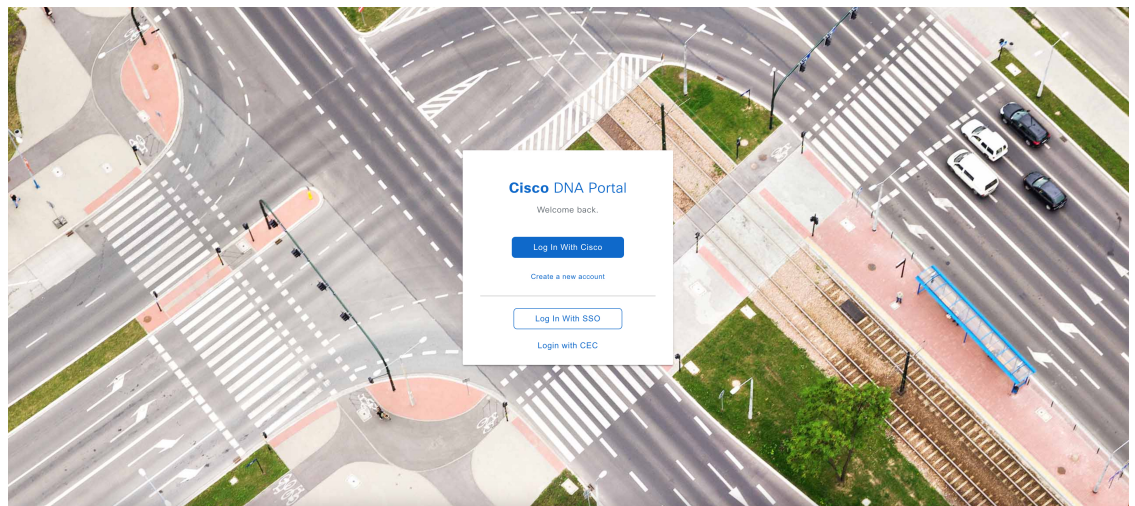 Cisco DNA Portal
Welcome back.
Log In With Cisco
Create a new account
Log In With SSO
Login with CEC